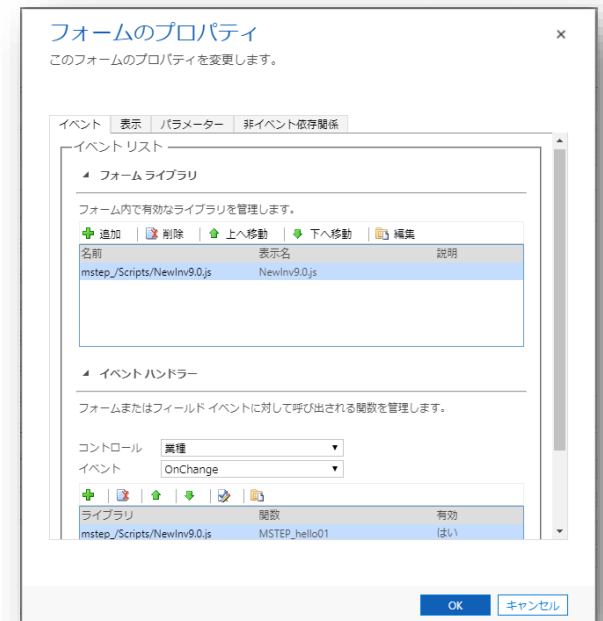 フォームのプロパティ
×
このフォームのプロパティを変更します。
イベント 表示 パラメーター 非イベント依存関係
イベント リスト
フォーム ライブラリ
フォーム内で有効なライブラリを管理します。
追加 削除 上へ移動 下へ移動 編集
名前 表示名 説明
mstep_/Scripts/NewInv9.0.js NewInv9.0.js
イベント ハンドラー
フォームまたはフィールド イベントに対して呼び出される関数を管理します。
コントロール 業種
イベント OnChange
ライブラリ 関数 有効
mstep_/Scripts/NewInv9.0.js MSTEP_hello01 はい
OK キャンセル